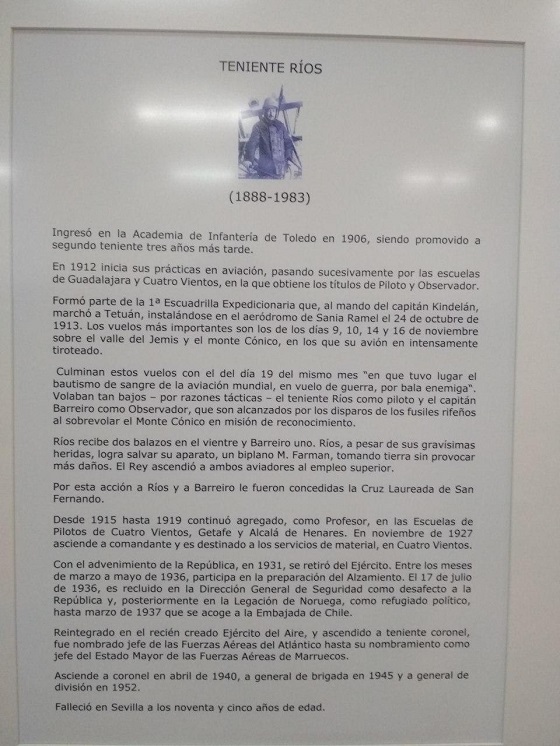 TENIENTE RÍOS
(1888-1983)
Ingresó en la Academia de Infantería de Toledo en 1906, siendo promovido a
segundo teniente tres años más tarde.
En 1912 inicia sus prácticas en aviación, pasando sucesivamente por las escuelas
de Guadalajara y Cuatro Vientos, en la que obtiene los títulos de Piloto y Observador.
Formó parte de la 1ª Escuadrilla Expedicionaria que, al mando del capitán Kindelán,
marchó a Tetuán, instalándose en el aeródromo de Sania Ramel el 24 de octubre de
1913. Los vuelos más importantes son los de los días 9, 10, 14 y 16 de noviembre
sobre el valle del Jemis y el monte Cónico, en los que su avión en intensamente
tiroteado.
Culminan estos vuelos con el del día 19 del mismo mes "en que tuvo lugar el
bautismo de sangre de la aviación mundial, en vuelo de guerra, por bala enemiga".
Volaban tan bajos – por razones tácticas – el teniente Ríos como piloto y el capitán
Barreiro como Observador, que son alcanzados por los disparos de los fusiles rifeños
al sobrevolar el Monte Cónico en misión de reconocimiento.
Ríos recibe dos balazos en el vientre y Barreiro uno. Ríos, a pesar de sus gravísimas
heridas, logra salvar su aparato, un biplano M. Farman, tomando tierra sin provocar
más daños. El Rey ascendió a ambos aviadores al empleo superior.
Por esta acción a Ríos y a Barreiro le fueron concedidas la Cruz Laureada de San
Fernando.
Desde 1915 hasta 1919 continuó agregado, como Profesor, en las Escuelas de
Pilotos de Cuatro Vientos, Getafe y Alcalá de Henares. En noviembre de 1927
asciende a comandante y es destinado a los servicios de material, en Cuatro Vientos.
Con el advenimiento de la República, en 1931, se retiró del Ejército. Entre los meses
de marzo a mayo de 1936, participa en la preparación del Alzamiento. El 17 de julio
de 1936, es recluido en la Dirección General de Seguridad como desafecto a la
República y, posteriormente en la Legación de Noruega, como refugiado político,
hasta marzo de 1937 que se acoge a la Embajada de Chile.
Reintegrado en el recién creado Ejército del Aire, y ascendido a teniente coronel,
fue nombrado jefe de las Fuerzas Aéreas del Atlántico hasta su nombramiento como
jefe del Estado Mayor de las Fuerzas Aéreas de Marruecos.
Asciende a coronel en abril de 1940, a general de brigada en 1945 y a general de
división en 1952.
Falleció en Sevilla a los noventa y cinco años de edad.